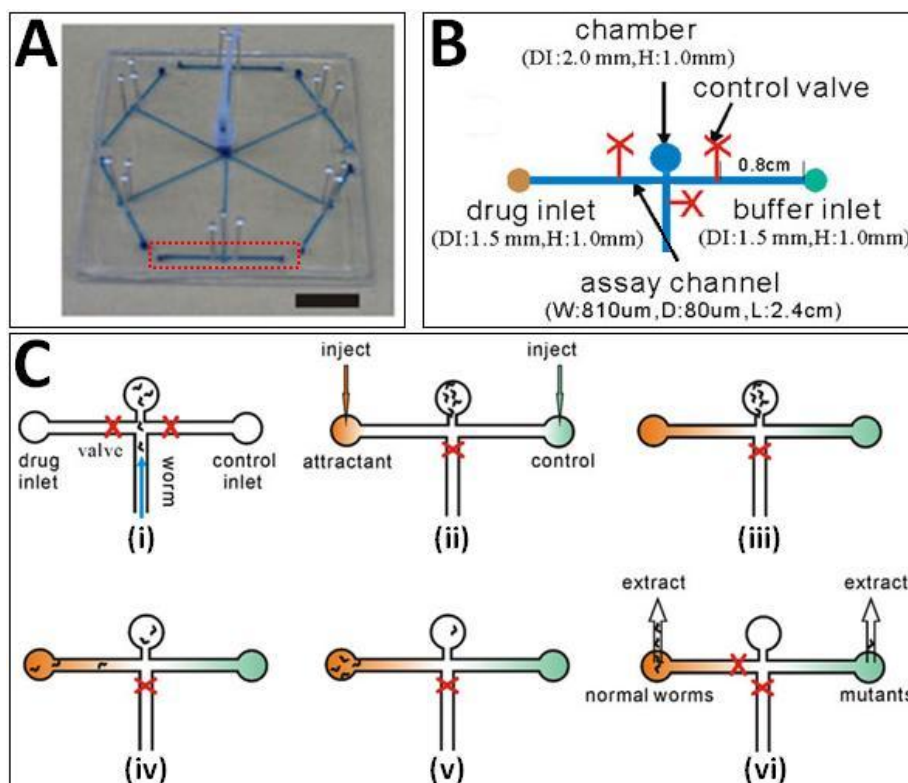 A
B
chamber
(DI:2.0 mm,H:1.0mm)
control valve
0.8cm
drug inlet
(DI:1.5 mm,H:1.0mm)
buffer inlet
(DI:1.5 mm,H:1.0mm)
assay channel
(W:810um,D:80um,L:2.4cm)
C
drug
inlet
valve
worm
control
inlet
(i)
inject
inject
attractant
control
(ii)
(iii)
(iv)
(v)
extract
extract
normal worms
mutants
(vi)